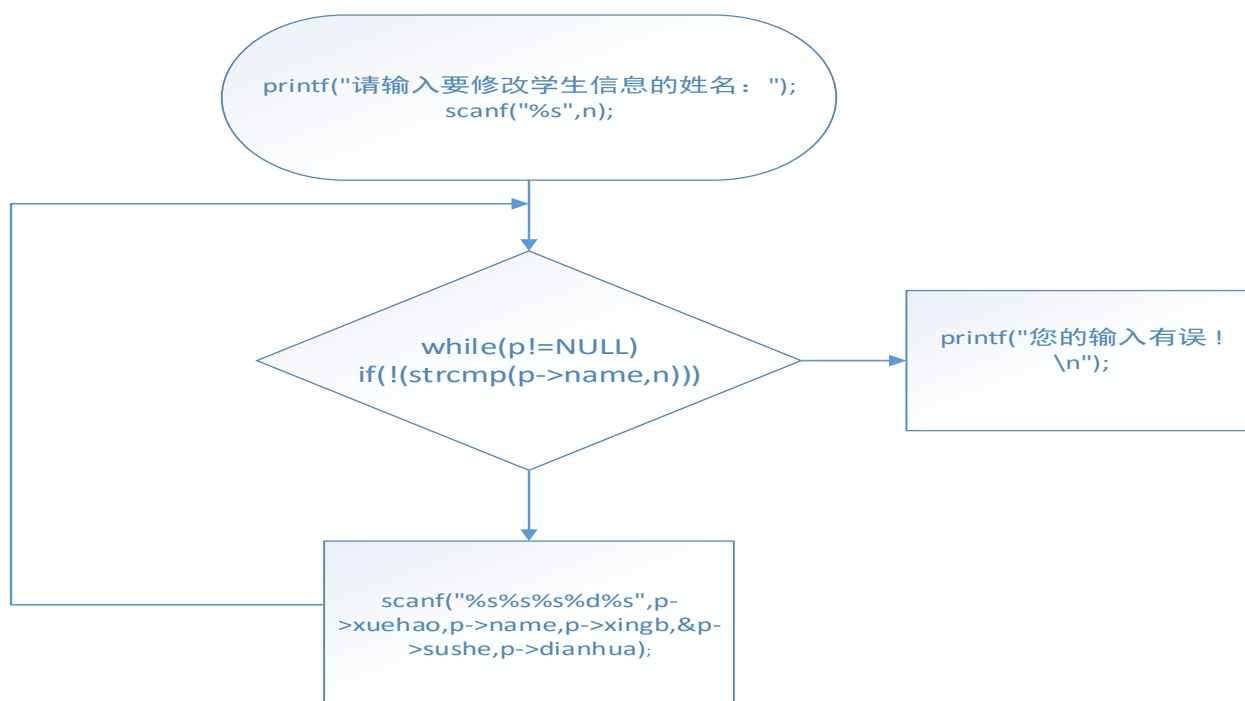 printf("请输入要修改学生信息的姓名：");
scanf("%s",n);
while(p!=NULL)
if(!(strcmp(p->name,n)))
printf("您的输入有误！
\n");
scanf("%s%s%s%d%s",p-
>xuehao,p->name,p->xingb,&p-
>sushe,p->dianhua);